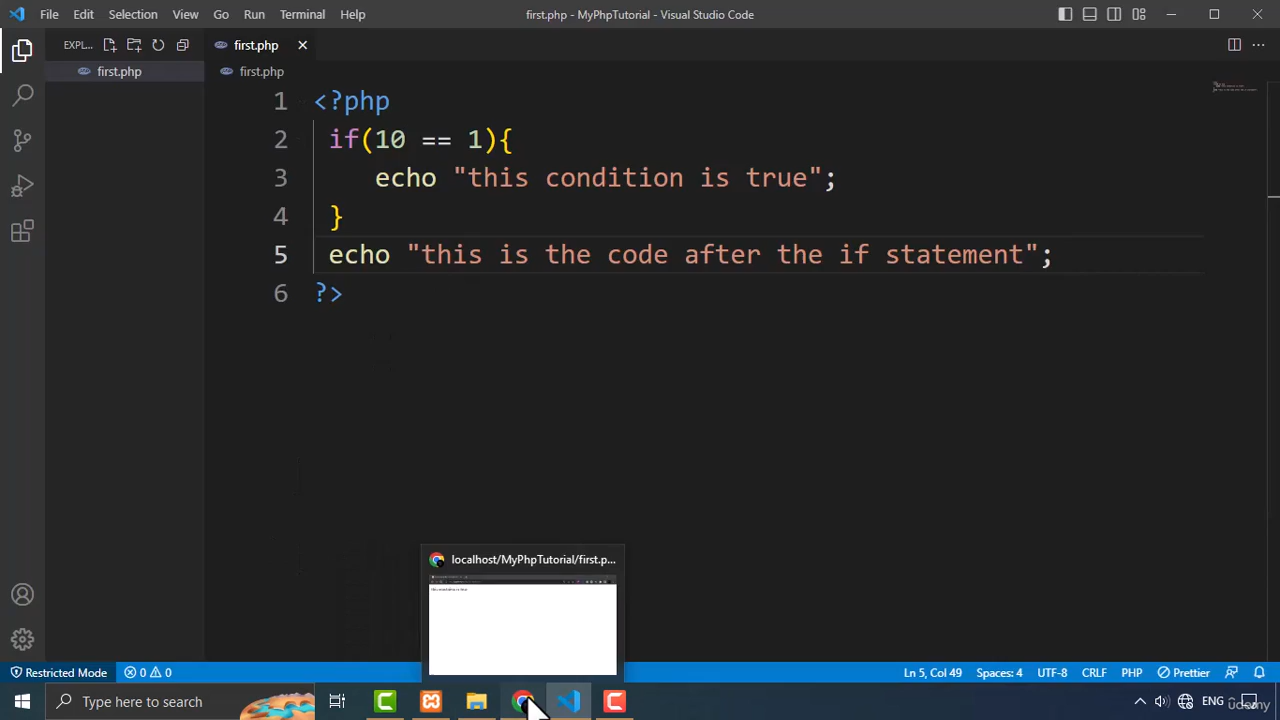 File Edit Selection View Go Run Terminal Help
first.php - MyPhpTutorial - Visual Studio Code
EXPL...
first.php
first.php
first.php
1 <?php
2 if(10 == 1){
3 echo "this condition is true";
4 }
5 echo "this is the code after the if statement";
6 ?>
localhost/MyPhpTutorial/first.p...
Restricted Mode
0 0
Ln 5, Col 49 Spaces: 4 UTF-8 CRLF PHP Prettier
Type here to search
ENG
udemy